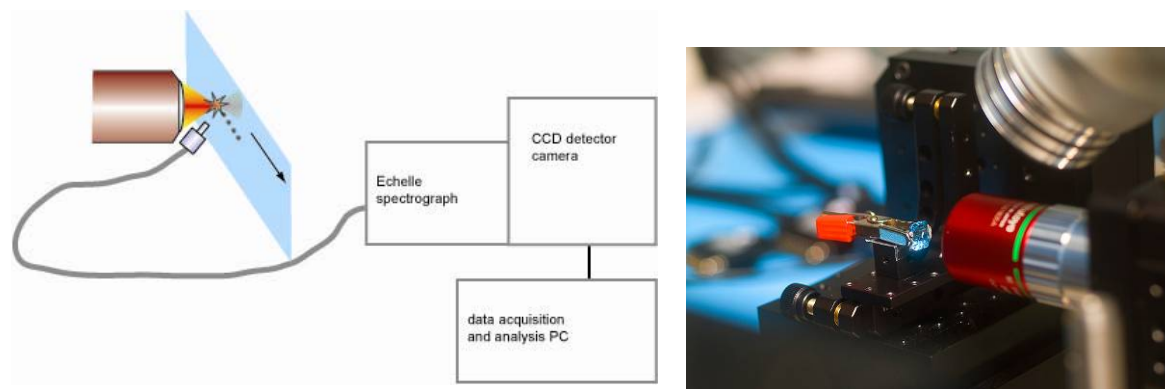 Echelle
spectrograph
CCD detector
camera
data acquisition
and analysis PC